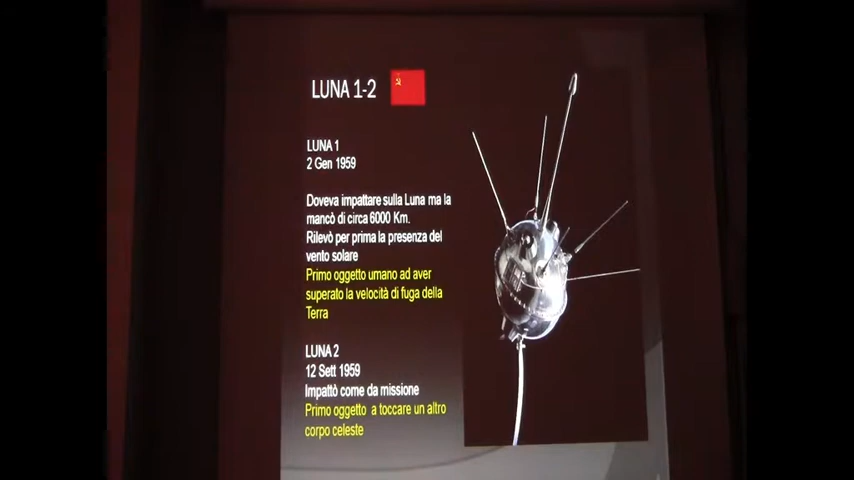 LUNA 1-2
LUNA 1
2 Gen 1959
Doveva impattare sulla Luna ma la
mancò di circa 6000 Km.
Rilevò per prima la presenza del
vento solare
Primo oggetto umano ad aver
superato la velocità di fuga della
Terra
LUNA 2
12 Sett 1959
Impattò come da missione
Primo oggetto a toccare un altro
corpo celeste